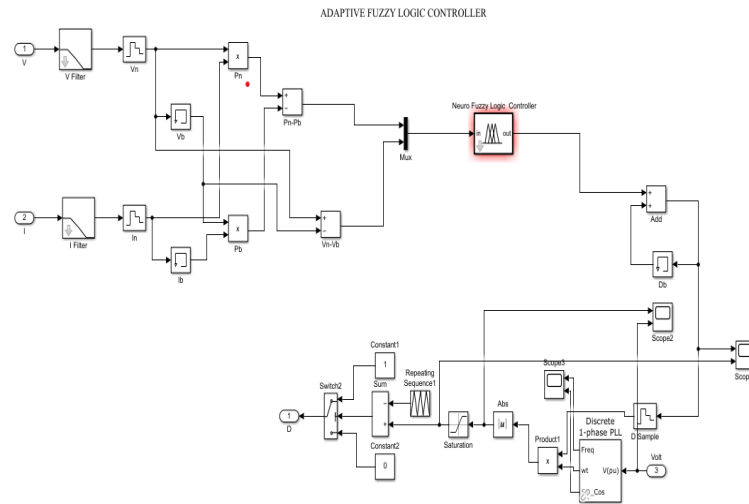 ADAPTIVE FUZZY LOGIC CONTROLLER
1
V
V Filter
Vn
x
Pn
+
−
Pn-Pb
Vb
Mux
Neuro Fuzzy Logic Controller
in
out
2
I
I Filter
In
Ib
x
Pb
+
−
Vn-Vb
+
+
Add
Db
Scope2
Scop
Scope3
Constant1
1
Switch2
Sum
−
+
Repeating
Sequence1
1
D
Constant2
0
Saturation
Abs
|u|
Product1
x
Discrete
1-phase PLL
Freq
wt
V(pu)
_Cos
D Sample
Volt
3